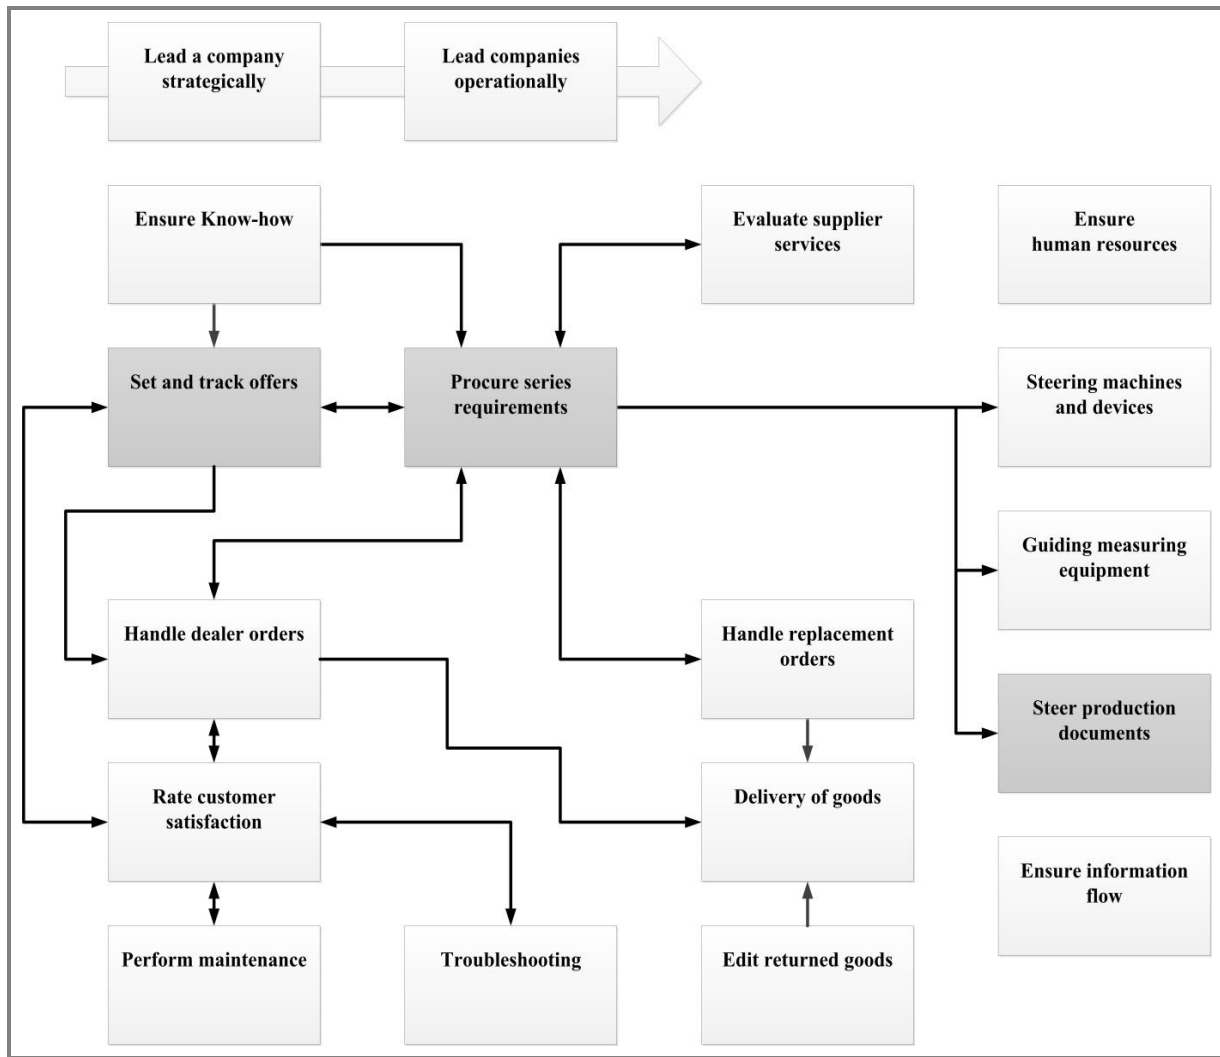 Lead a company
strategically
Lead companies
operationally
Ensure Know-how
Evaluate supplier
services
Ensure
human resources
Set and track offers
Procure series
requirements
Steering machines
and devices
Guiding measuring
equipment
Handle dealer orders
Handle replacement
orders
Steer production
documents
Rate customer
satisfaction
Delivery of goods
Ensure information
flow
Perform maintenance
Troubleshooting
Edit returned goods